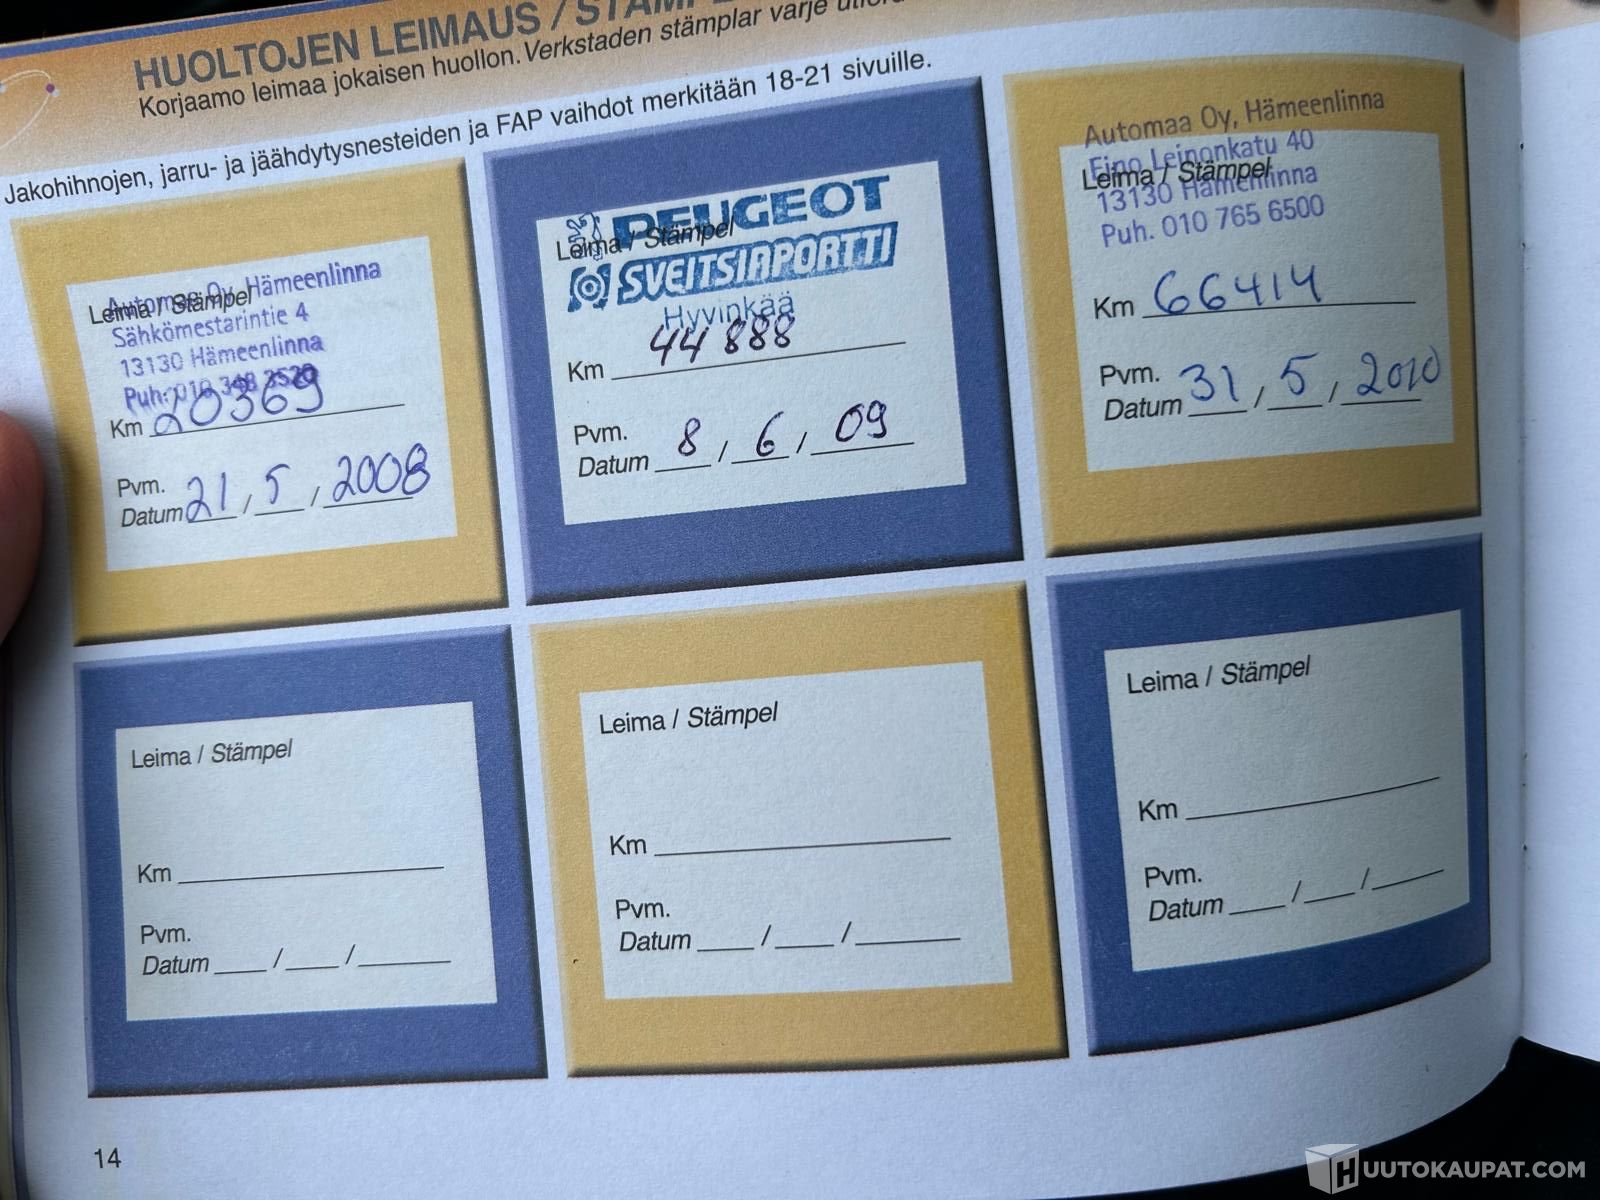 HUOLTOJEN LEIMAUS /
Korjaamo leimaa jokaisen huollon. Verkstaden stämplar varje
Jakohihnojen, jarru- ja jäähdytysnesteiden ja FAP vaihdot merkitään 18-21 sivuille.
Automaa Oy, Hämeenlinna
Leima / Stämpel
Sähkömestarintie 4
13130 Hämeenlinna
Puh. 010
Km 20369
Pvm.
Datum 21 / 5 / 2008
PEUGEOT
Leima / Stämpel
SVEITSIAPORTTI
Hyvinkää
Km 44 888
Pvm.
Datum 8 / 6 / 09
Automaa Oy, Hämeenlinna
Eino Leinonkatu 40
Leima / Stämpel
13130 Hämeenlinna
Puh. 010 765 6500
Km 66414
Pvm.
Datum 31 / 5 / 2010
Leima / Stämpel
Km
Pvm.
Datum / /
Leima / Stämpel
Km
Pvm.
Datum / /
Leima / Stämpel
Km
Pvm.
Datum / /
14
HUUTOKAUPAT.COM